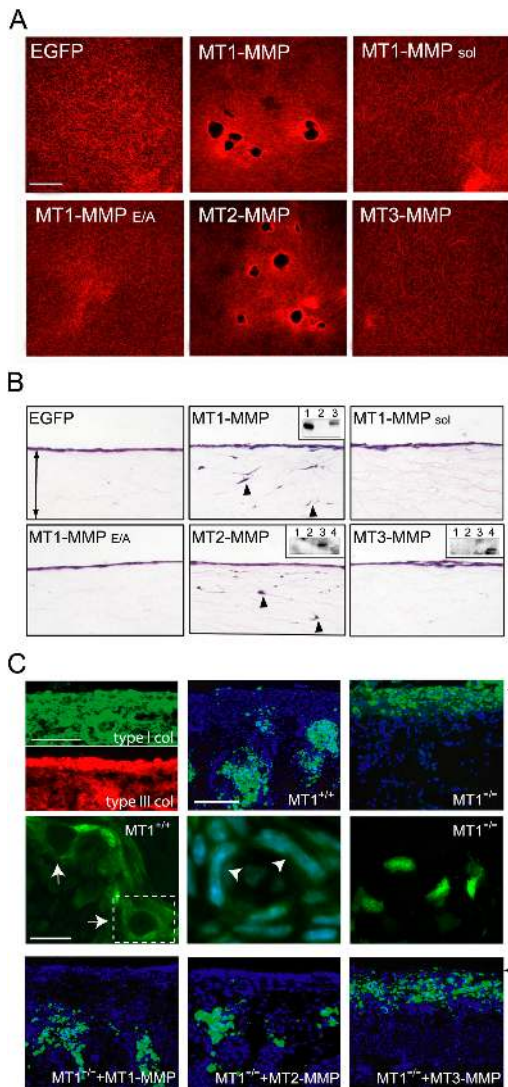 A
EGFP
MT1-MMP
MT1-MMP sol
MT1-MMP E/A
MT2-MMP
MT3-MMP
B
EGFP
MT1-MMP
1 2 3
MT1-MMP sol
MT1-MMP E/A
MT2-MMP
1 2 3 4
MT3-MMP
1 2 3 4
C
type I col
type III col
MT1+/+
MT1-/-
MT1+/+
MT1-/-
MT1-/-+MT1-MMP
MT1-/-+MT2-MMP
MT1-/-+MT3-MMP